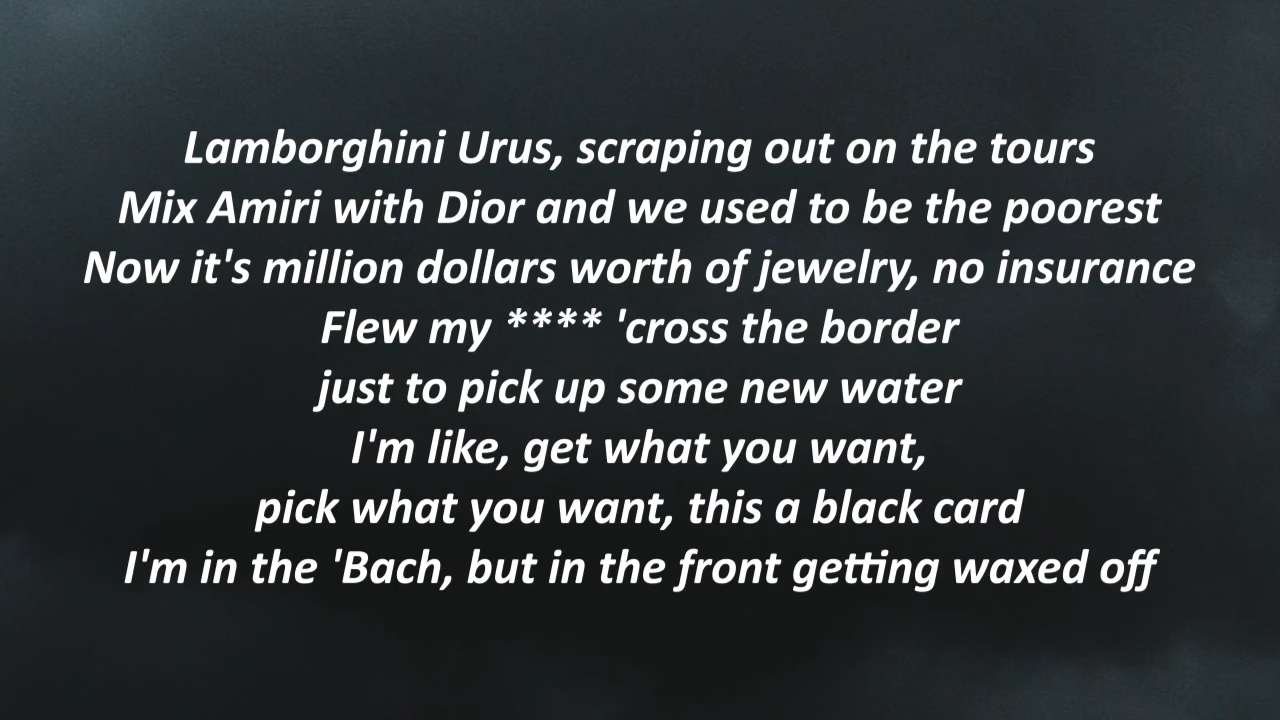 Lamborghini Urus, scraping out on the tours
Mix Amiri with Dior and we used to be the poorest
Now it's million dollars worth of jewelry, no insurance
Flew my **** 'cross the border
just to pick up some new water
I'm like, get what you want,
pick what you want, this a black card
I'm in the 'Bach, but in the front getting waxed off